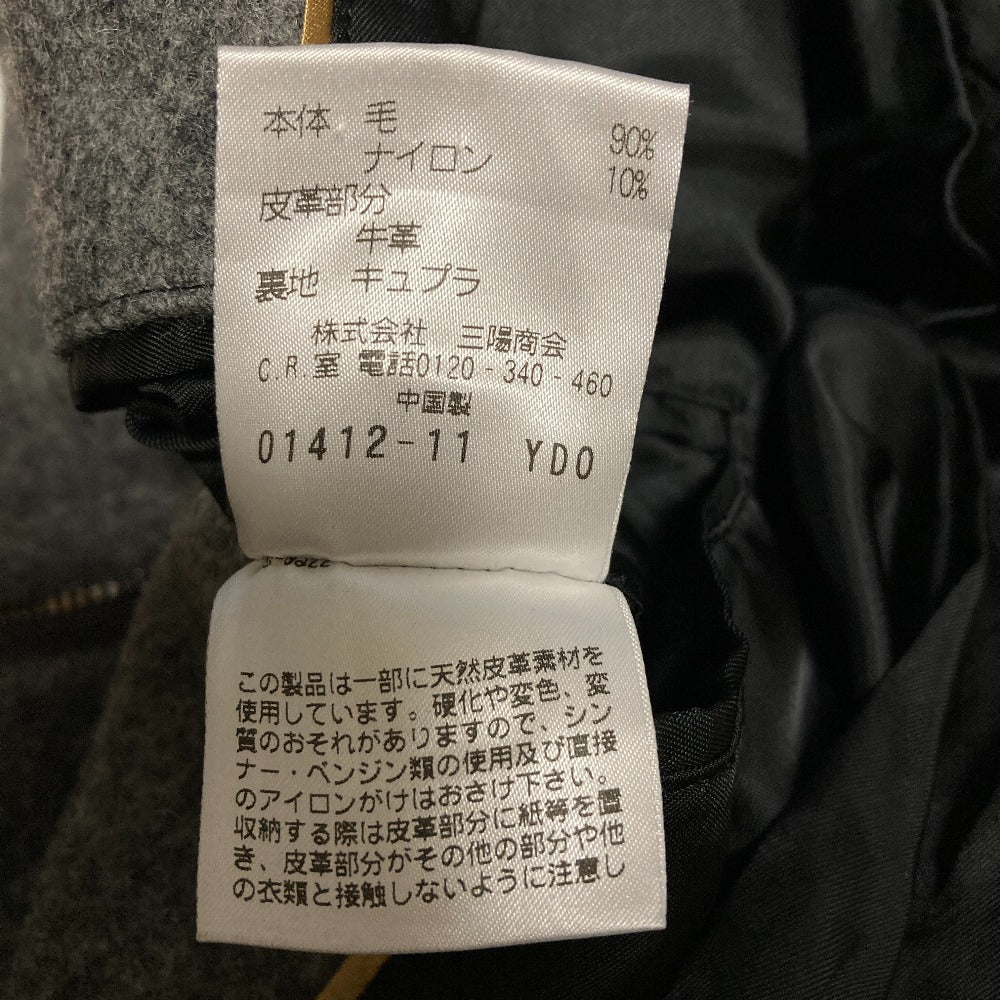 本体 毛 90%
ナイロン 10%
皮革部分
牛革
裏地 キュプラ
株式会社 三陽商会
C.R.室 電話0120-340-460
中国製
01412-11 YD0
この製品は一部に天然皮革素材を
使用しています。硬化や変色、変
質のおそれがありますので、シン
ナー・ベンジン類の使用及び直接
のアイロンがけはおさけ下さい。
収納する際は皮革部分に紙等を置
き、皮革部分がその他の部分や他
の衣類と接触しないように注意し